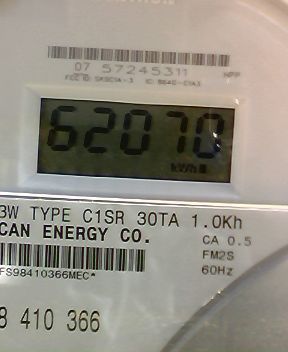 07 57245311 NPP
62070
kWh
3W TYPE C1SR 30TA 1.0Kh
CAN ENERGY CO.
CA 0.5
FM2S
60Hz
FS98410366MEC*
8 410 366